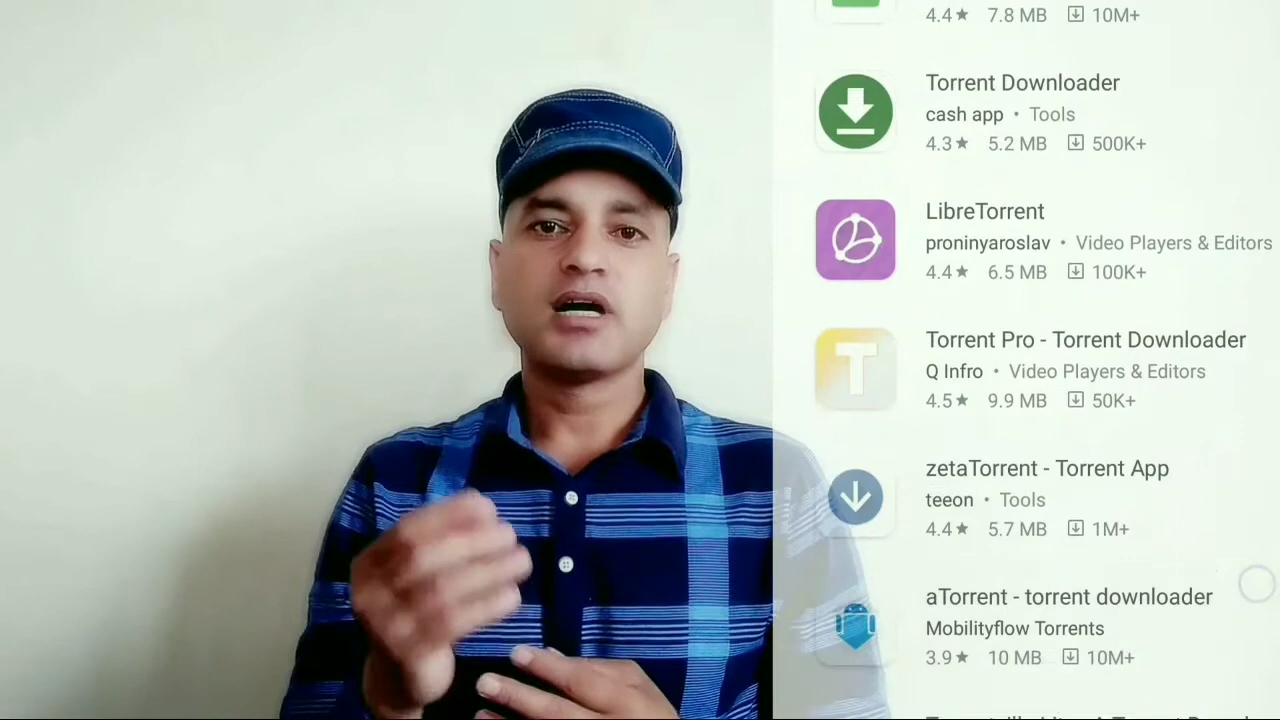 4.4★ 7.8 MB 10M+
Torrent Downloader
cash app • Tools
4.3★ 5.2 MB 500K+
LibreTorrent
proninyaroslav • Video Players & Editors
4.4★ 6.5 MB 100K+
T
Torrent Pro - Torrent Downloader
Q Infro • Video Players & Editors
4.5★ 9.9 MB 50K+
zetaTorrent - Torrent App
teeon • Tools
4.4★ 5.7 MB 1M+
aTorrent - torrent downloader
Mobilityflow Torrents
3.9★ 10 MB 10M+